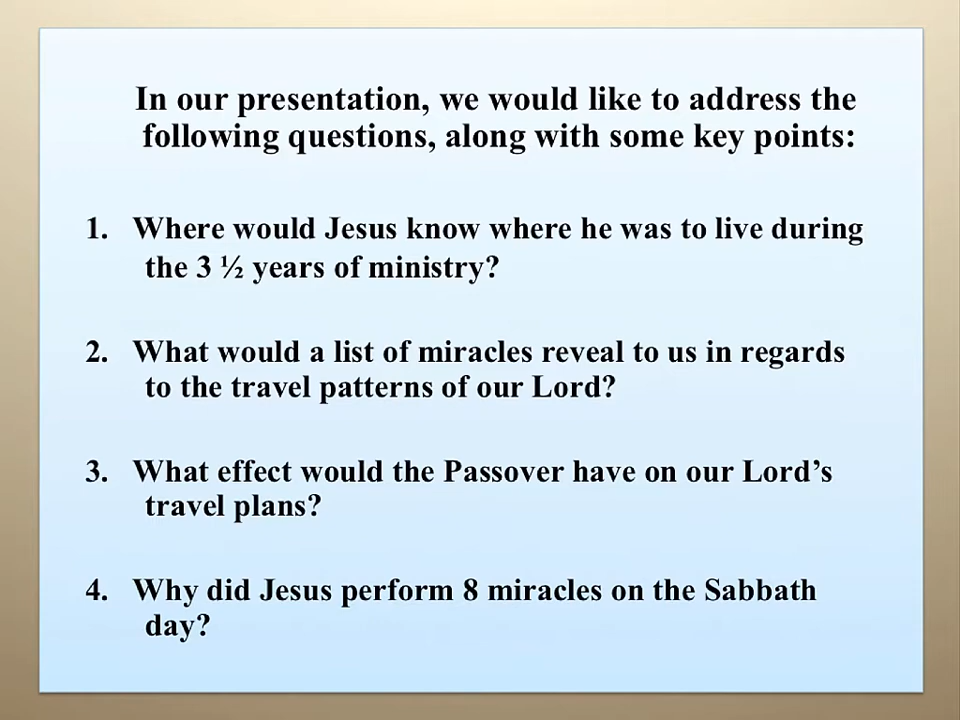 In our presentation, we would like to address the
following questions, along with some key points:
1. Where would Jesus know where he was to live during
the 3 ½ years of ministry?
2. What would a list of miracles reveal to us in regards
to the travel patterns of our Lord?
3. What effect would the Passover have on our Lord’s
travel plans?
4. Why did Jesus perform 8 miracles on the Sabbath
day?